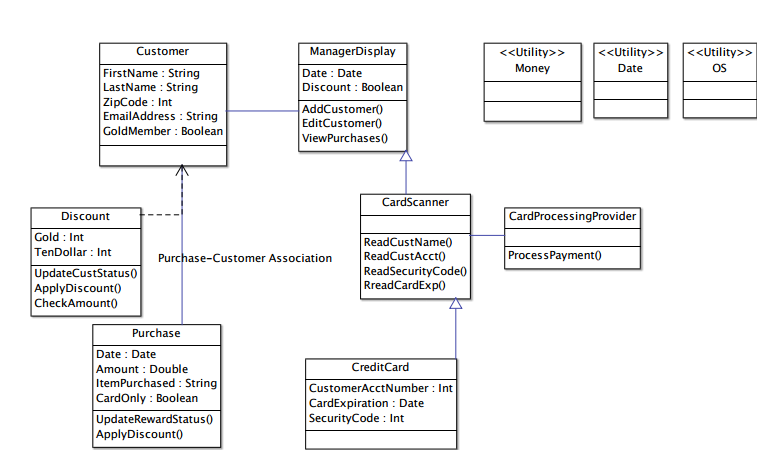 Customer
FirstName : String
LastName : String
ZipCode : Int
EmailAddress : String
GoldMember : Boolean
ManagerDisplay
Date : Date
Discount : Boolean
AddCustomer()
EditCustomer()
ViewPurchases()
<<Utility>>
Money
<<Utility>>
Date
<<Utility>>
OS
Discount
Gold : Int
TenDollar : Int
UpdateCustStatus()
ApplyDiscount()
CheckAmount()
Purchase-Customer Association
CardScanner
ReadCustName()
ReadCustAcct()
ReadSecurityCode()
RreadCardExp()
CardProcessingProvider
ProcessPayment()
Purchase
Date : Date
Amount : Double
ItemPurchased : String
CardOnly : Boolean
UpdateRewardStatus()
ApplyDiscount()
CreditCard
CustomerAcctNumber : Int
CardExpiration : Date
SecurityCode : Int